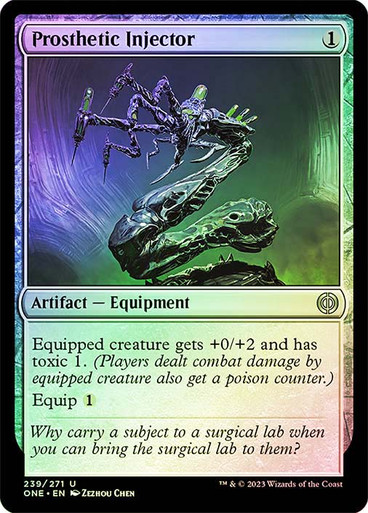 Prosthetic Injector 1
Artifact — Equipment
Equipped creature gets +0/+2 and has
toxic 1. (Players dealt combat damage by
equipped creature also get a poison counter.)
Equip 1
Why carry a subject to a surgical lab when
you can bring the surgical lab to them?
239/271 U
ONE • EN Zezhou Chen
™ & © 2023 Wizards of the Coast